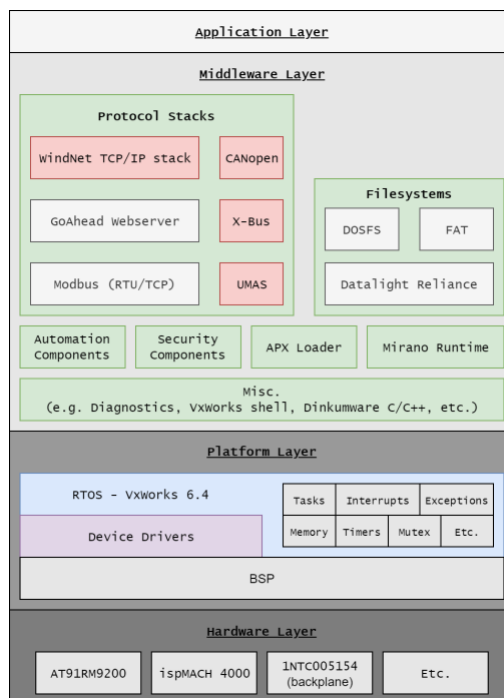 Application Layer
Middleware Layer
Protocol Stacks
WindNet TCP/IP stack
CANopen
GoAhead Webserver
X-Bus
Modbus (RTU/TCP)
UMAS
Filesystems
DOSFS
FAT
Datalight Reliance
Automation
Components
Security
Components
APX Loader
Mirano Runtime
Misc.
(e.g. Diagnostics, VxWorks shell, Dinkumware C/C++, etc.)
Platform Layer
RTOS - VxWorks 6.4
Device Drivers
Tasks
Interrupts
Exceptions
Memory
Timers
Mutex
Etc.
BSP
Hardware Layer
AT91RM9200
ispMACH 4000
1NTC005154
(backplane)
Etc.